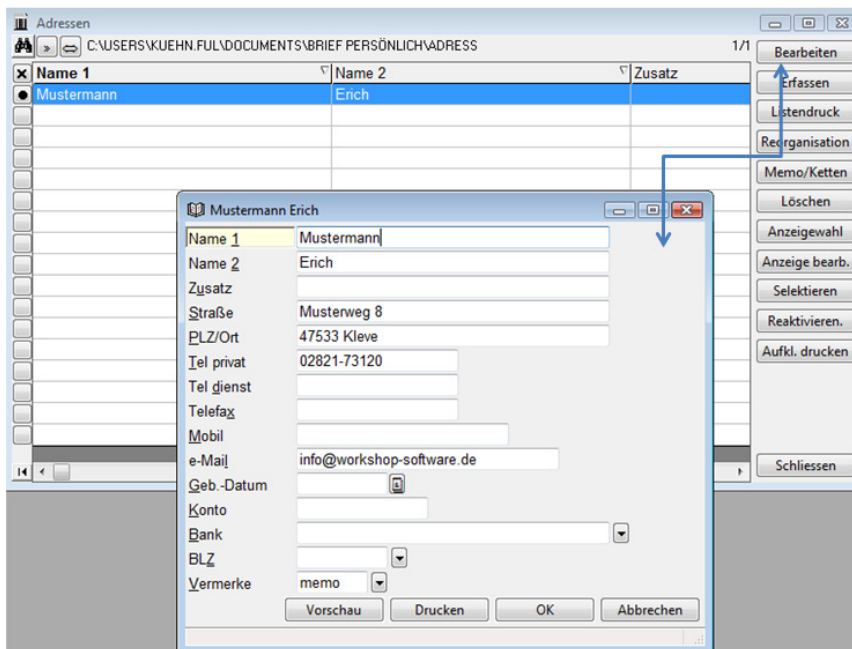 Adressen
» C:\USERS\KUEHN.FUL\DOCUMENTS\BRIEF PERSÖNLICH\ADRESS 1/1
Name 1 Name 2 Zusatz
Mustermann Erich
Bearbeiten
Erfassen
Listendruck
Reorganisation
Memo/Ketten
Löschen
Anzeigewahl
Anzeige bearb.
Selektieren
Reaktivieren.
Aufkl. drucken
Schliessen
Mustermann Erich
Name 1 Mustermann
Name 2 Erich
Zusatz
Straße Musterweg 8
PLZ/Ort 47533 Kleve
Tel privat 02821-73120
Tel dienst
Telefax
Mobil
e-Mail info@workshop-software.de
Geb.-Datum
Konto
Bank
BLZ
Vermerke memo
Vorschau Drucken OK Abbrechen